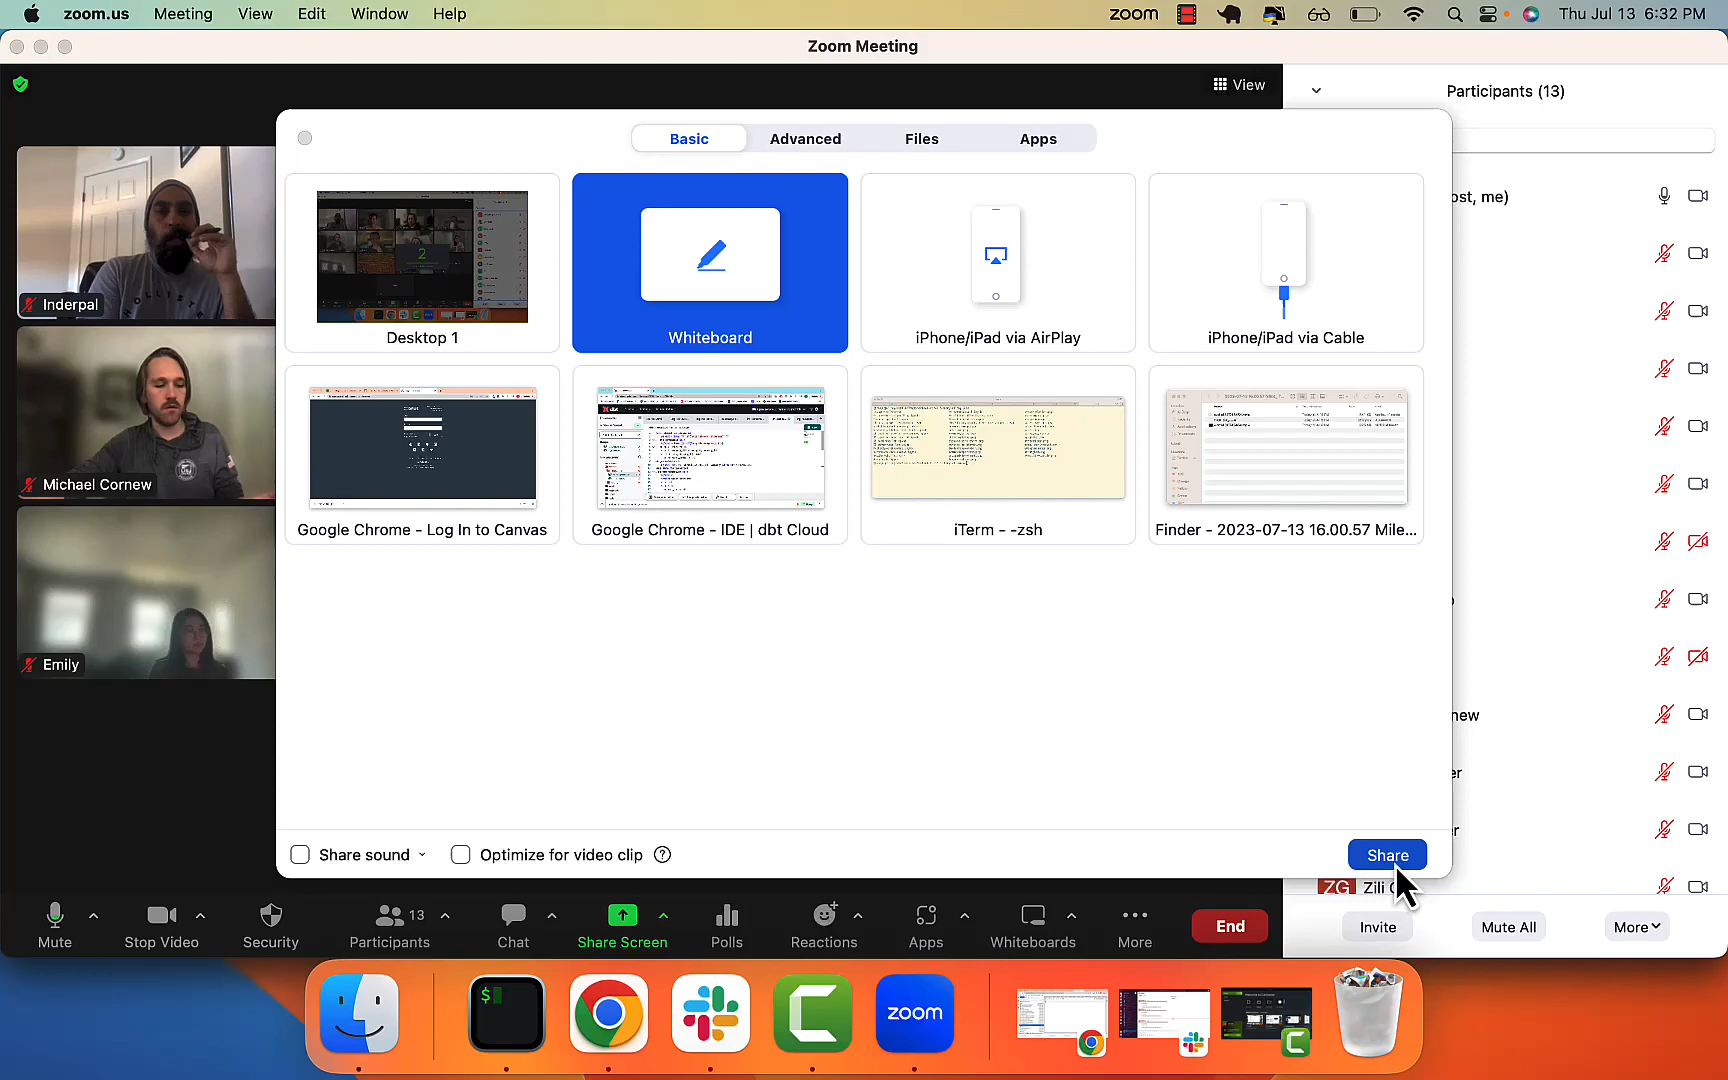 zoom.us Meeting View Edit Window Help
zoom
Thu Jul 13 6:32 PM
Zoom Meeting
View
Participants (13)
Basic Advanced Files Apps
ost, me)
Inderpal
Desktop 1
Whiteboard
iPhone/iPad via AirPlay
iPhone/iPad via Cable
Michael Cornew
Google Chrome - Log In to Canvas
Google Chrome - IDE | dbt Cloud
iTerm - -zsh
Finder - 2023-07-13 16.00.57 Mile...
Emily
new
er
er
Share sound
Optimize for video clip ?
Share
ZG Zili
Mute
Stop Video
Security
13
Participants
Chat
Share Screen
Polls
Reactions
Apps
Whiteboards
More
End
Invite
Mute All
More
$
zoom